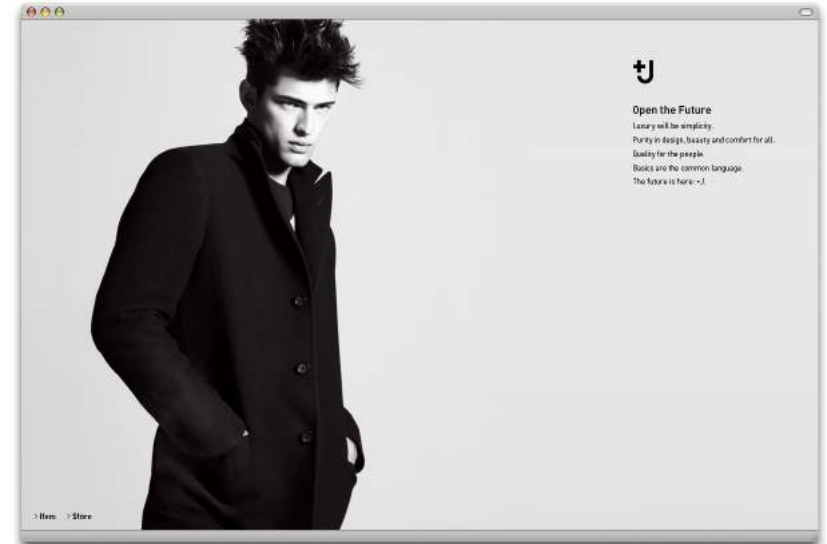 +J
Open the Future
Luxury will be simplicity.
Purity in design, beauty and comfort for all.
Quality for the people.
Basics are the common language.
The future is here: +J.
> Item > Store